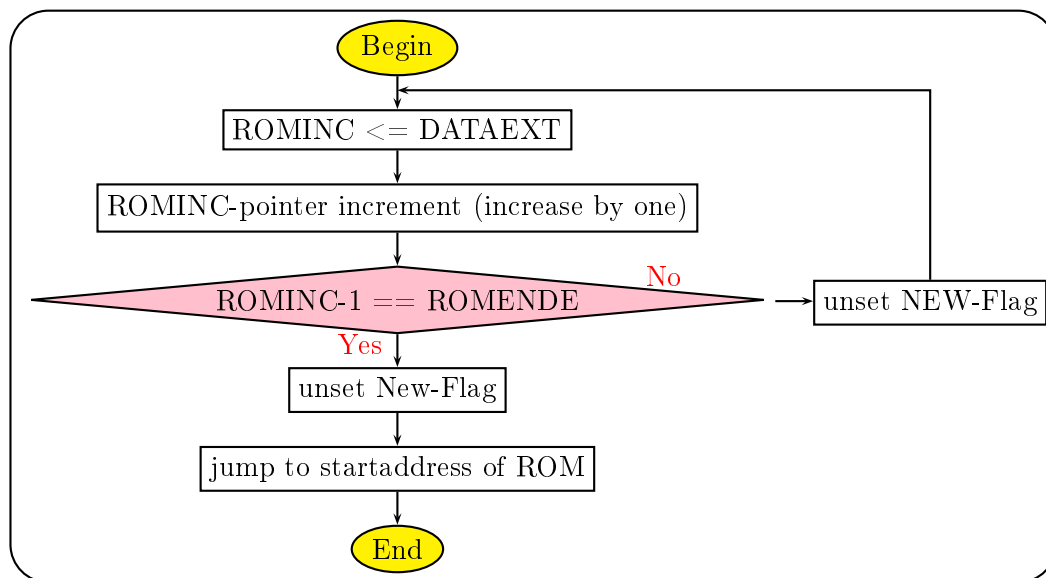 Begin
ROMINC <= DATAEXT
ROMINC-pointer increment (increase by one)
No
ROMINC-1 == ROMENDE
unset NEW-Flag
Yes
unset New-Flag
jump to startaddress of ROM
End